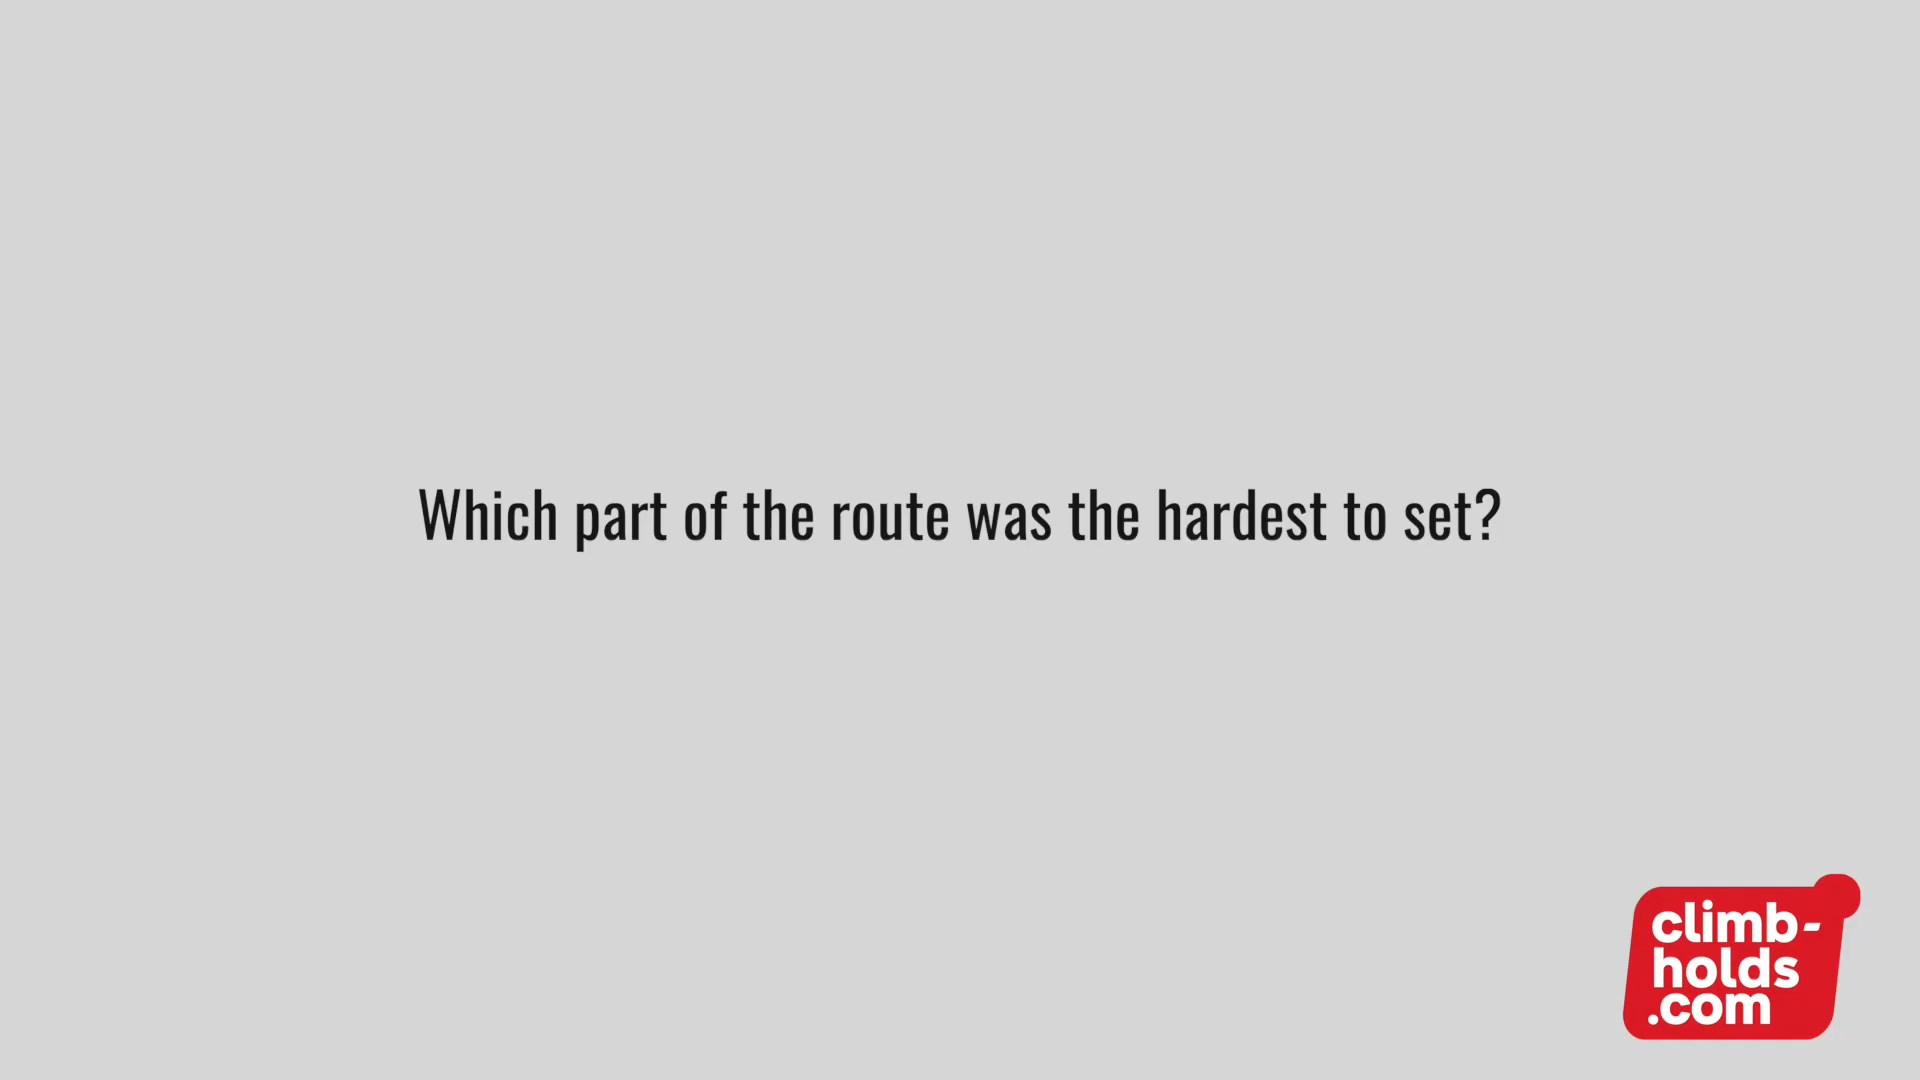 Which part of the route was the hardest to set?
climb-
holds
.com